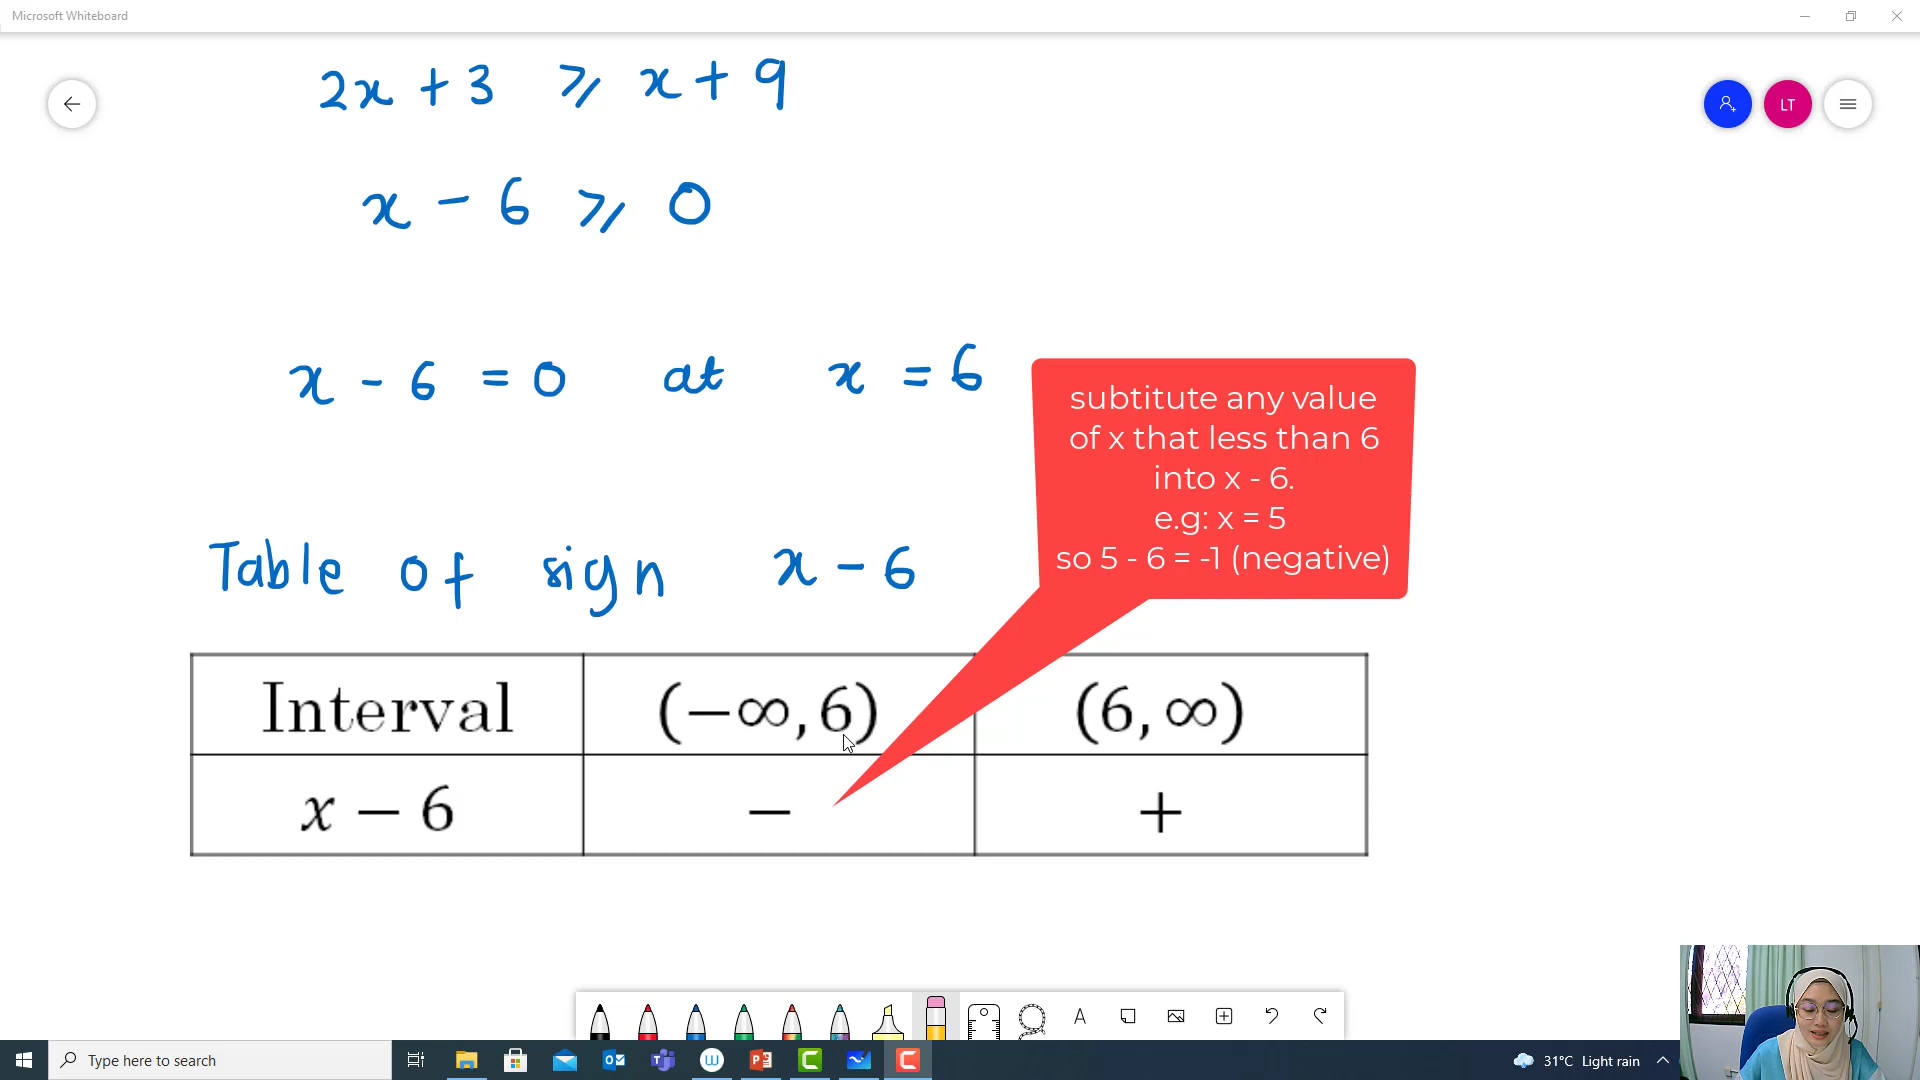 Microsoft Whiteboard
2x + 3 ⩾ x + 9
LT
x - 6 ⩾ 0
x - 6 = 0 at x = 6
subtitute any value
of x that less than 6
into x - 6.
e.g: x = 5
so 5 - 6 = -1 (negative)
Table of sign x - 6
Interval (−∞, 6) (6, ∞)
x − 6 − +
Type here to search
31°C Light rain